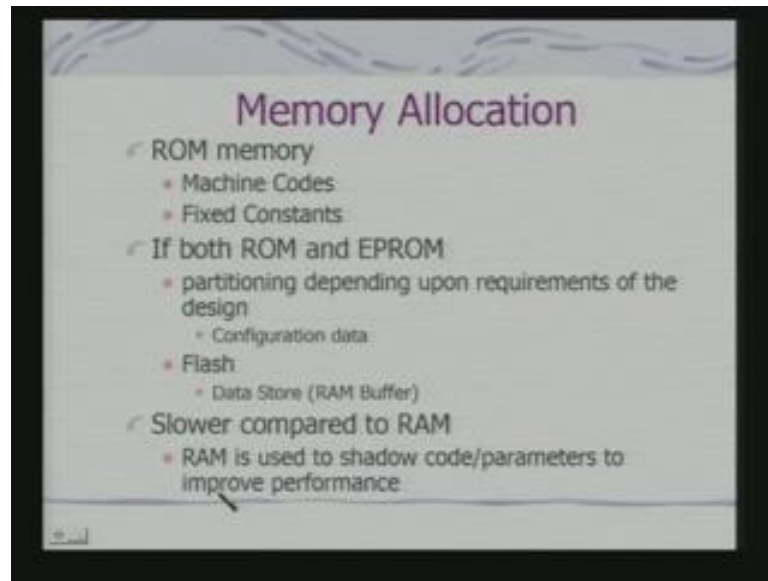 Memory Allocation
ROM memory
Machine Codes
Fixed Constants
If both ROM and EPROM
partitioning depending upon requirements of the
design
Configuration data
Flash
Data Store (RAM Buffer)
Slower compared to RAM
RAM is used to shadow code/parameters to
improve performance